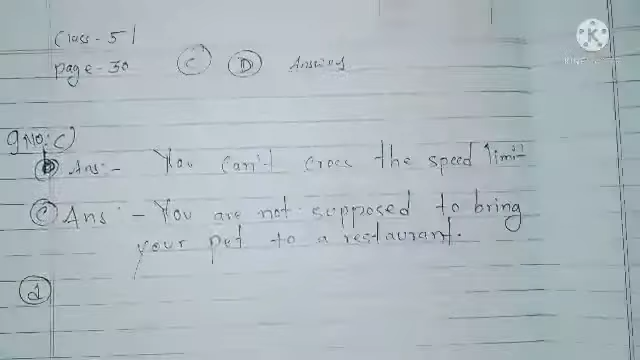 Class - 5
page - 30 C D Answers
QNO: C)
b Ans: - You can't cross the speed limit
C Ans: - You are not supposed to bring
your pet to a restaurant.
d
K